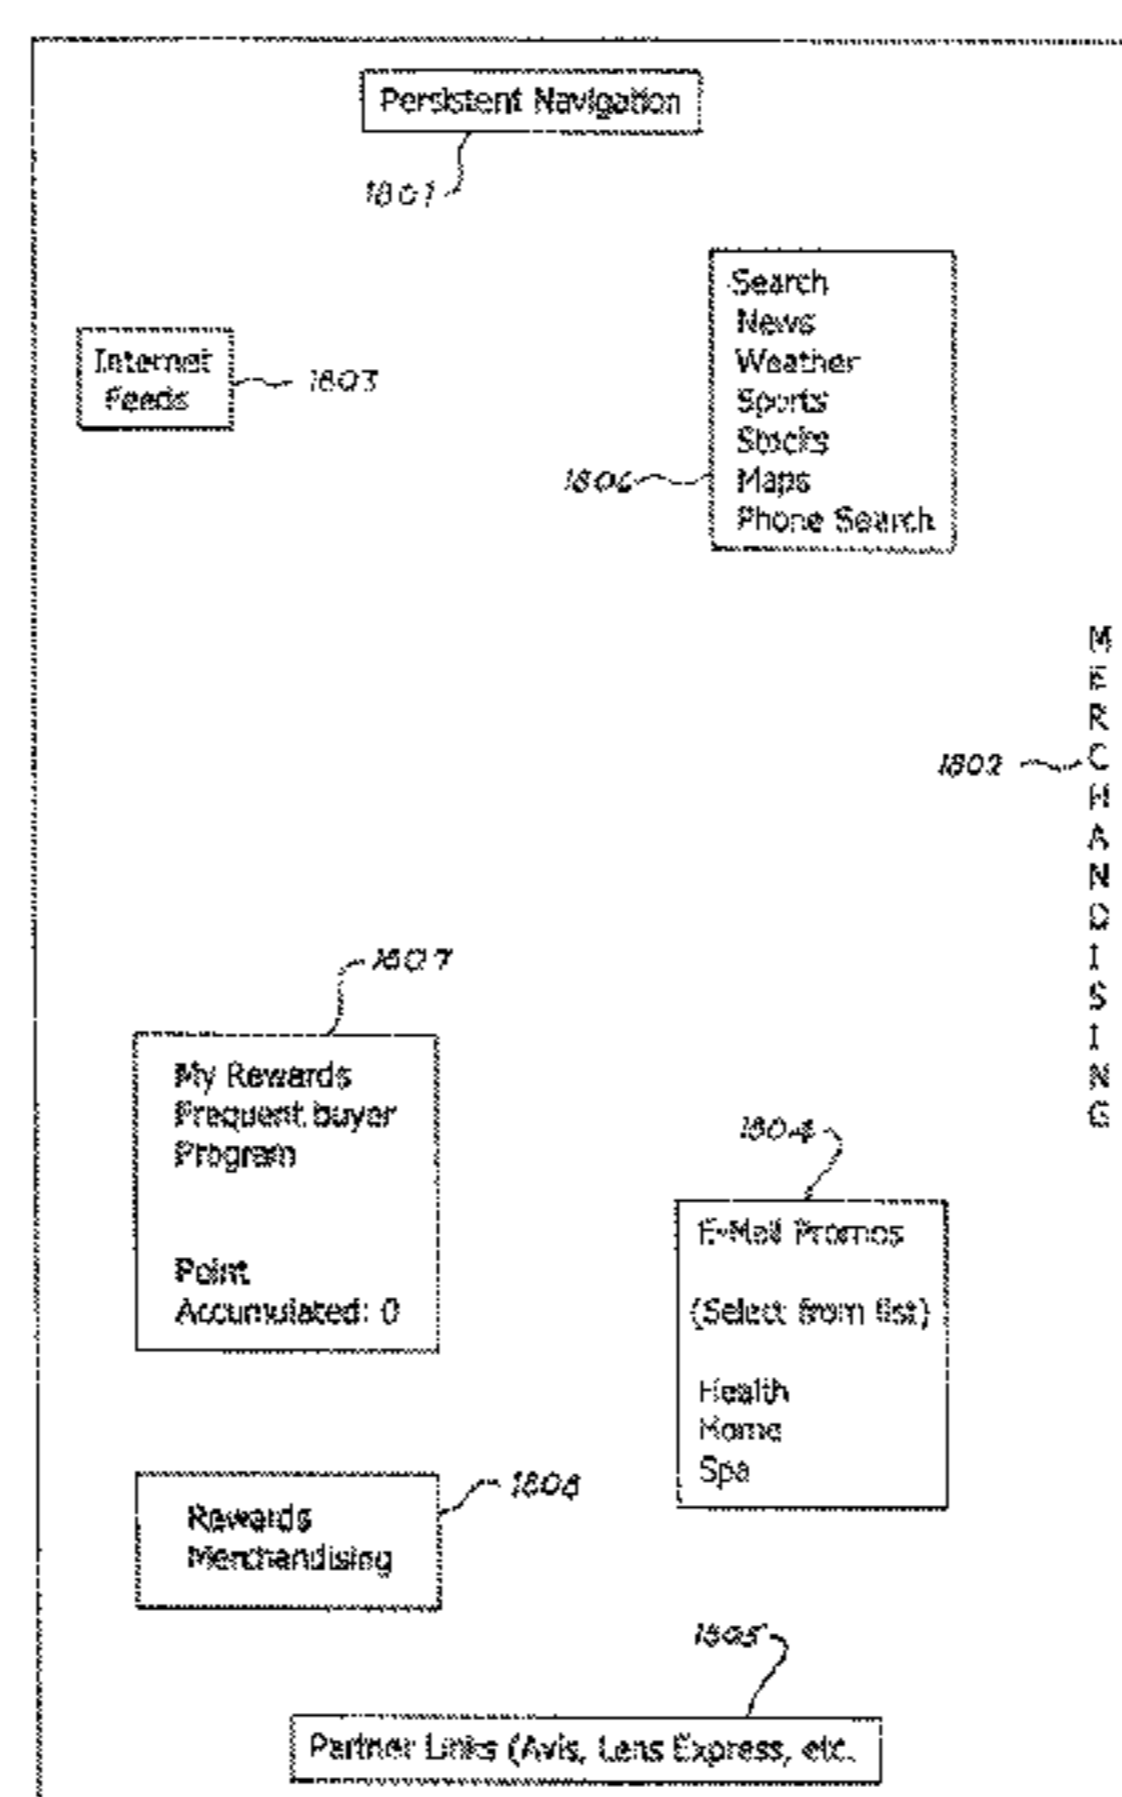 Persistent Navigation
1801
Search
News
Weather
Sports
Stocks
Maps
Phone Search
1806
Internet
Feeds
1803
MERCHANDISING
1802
1807
My Rewards
Frequent buyer
Program
Point
Accumulated: 0
1804
E-Mail Promos
(Select from list)
Health
Home
Spa
1808
Rewards
Merchandising
1805
Partner Links (Avis, Lens Express, etc.